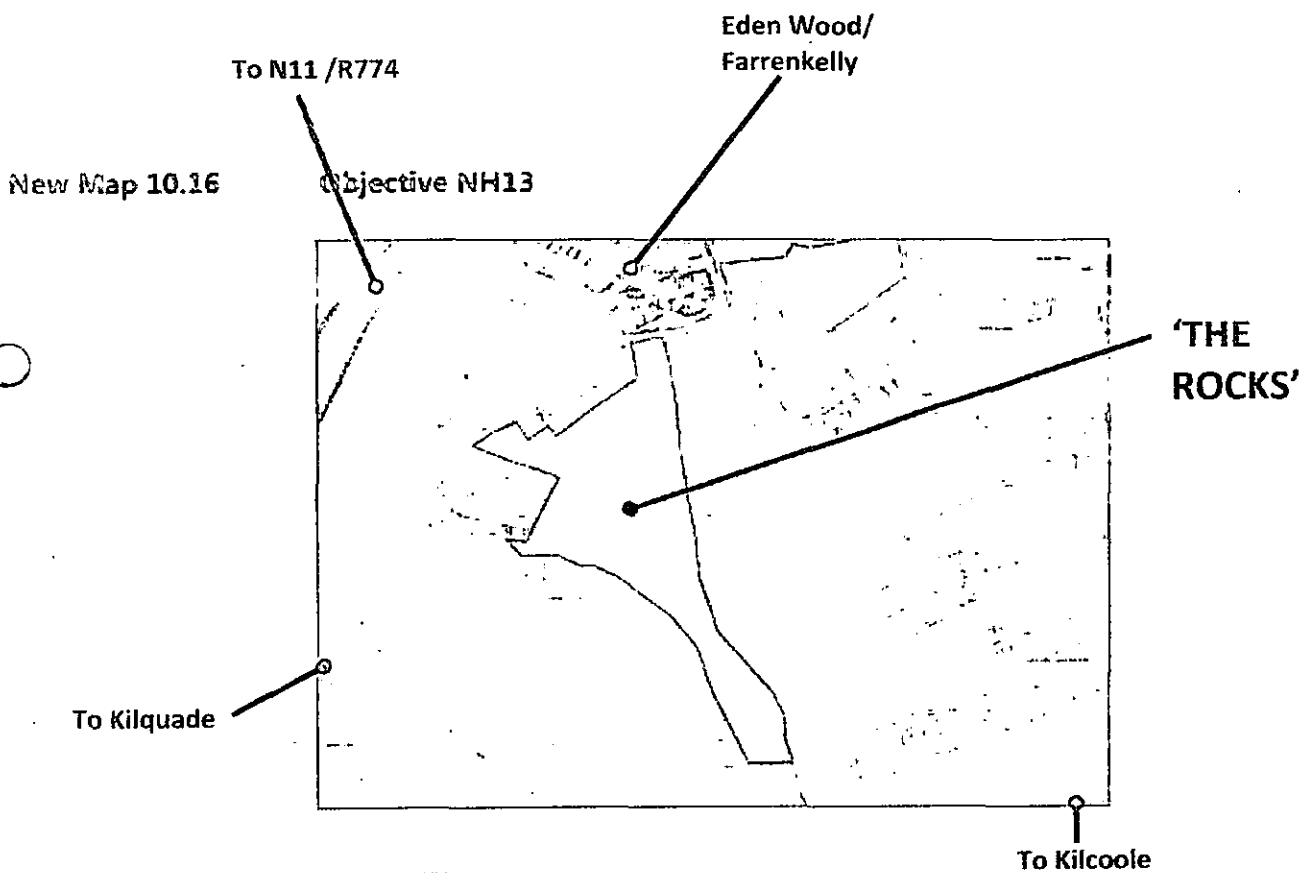 Eden Wood/
Farrenkelly
To N11 /R774
New Map 10.16 Objective NH13
'THE
ROCKS'
To Kilquade
To Kilcoole